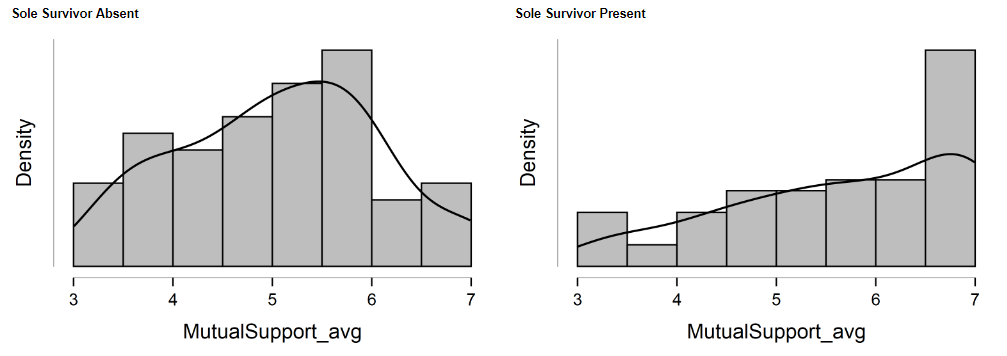 Sole Survivor Absent
Density
3 4 5 6 7
MutualSupport_avg
Sole Survivor Present
Density
3 4 5 6 7
MutualSupport_avg